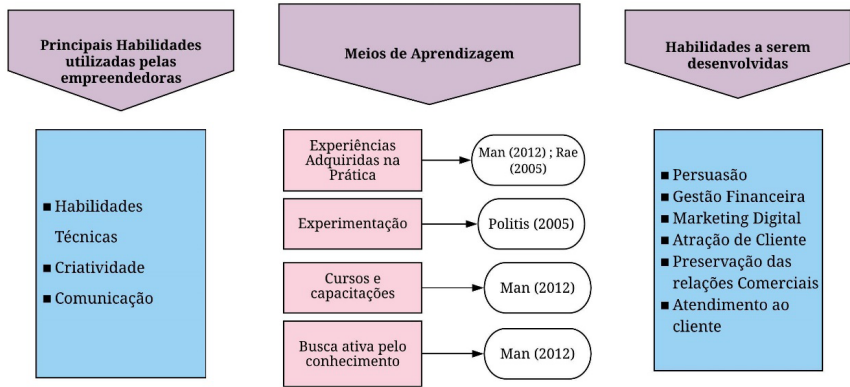 Principais Habilidades
utilizadas pelas
empreendedoras
■ Habilidades
Técnicas
■ Criatividade
■ Comunicação
Meios de Aprendizagem
Experiências
Adquiridas na
Prática
Man (2012) ; Rae
(2005)
Experimentação
Politis (2005)
Cursos e
capacitações
Man (2012)
Busca ativa pelo
conhecimento
Man (2012)
Habilidades a serem
desenvolvidas
■ Persuasão
■ Gestão Financeira
■ Marketing Digital
■ Atração de Cliente
■ Preservação das
relações Comerciais
■ Atendimento ao
cliente